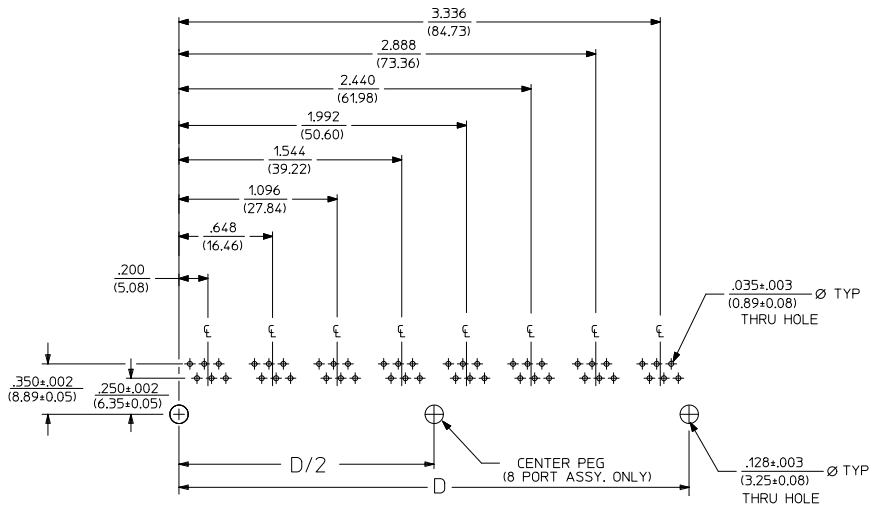 3.336
(84.73)
2.888
(73.36)
2.440
(61.98)
1.992
(50.60)
1.544
(39.22)
1.096
(27.84)
.648
(16.46)
.200
(5.08)
.035±.003
(0.89±0.08)
Ø TYP
THRU HOLE
℄ ℄ ℄ ℄ ℄ ℄ ℄ ℄
.350±.002
(8.89±0.05)
.250±.002
(6.35±0.05)
D/2
CENTER PEG
(8 PORT ASSY. ONLY)
D
.128±.003
(3.25±0.08)
Ø TYP
THRU HOLE